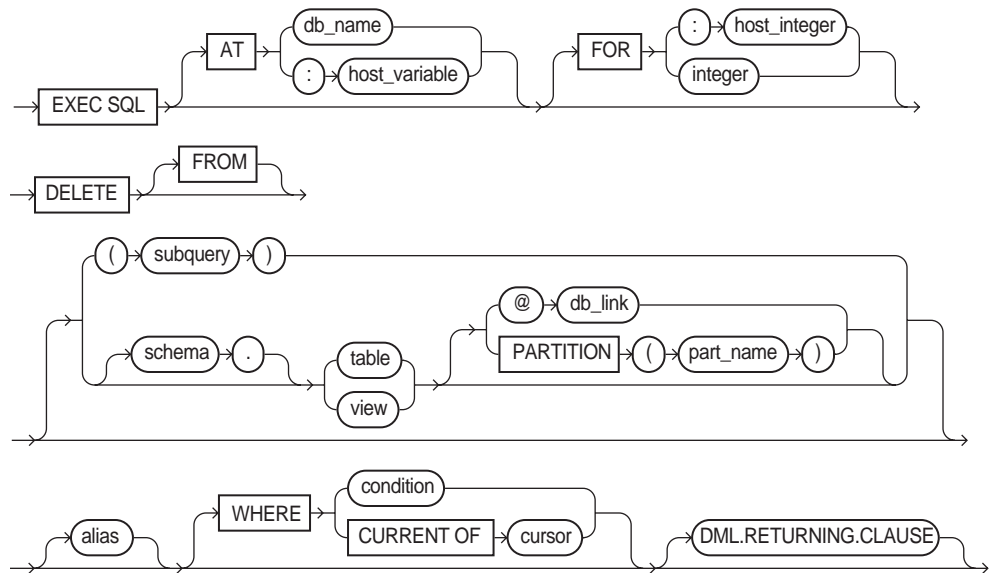 db_name
: host_integer
AT
FOR
: host_variable
integer
EXEC SQL
FROM
DELETE
( subquery )
@ db_link
schema .
table
PARTITION ( part_name )
view
condition
alias
WHERE
DML.RETURNING.CLAUSE
CURRENT OF cursor